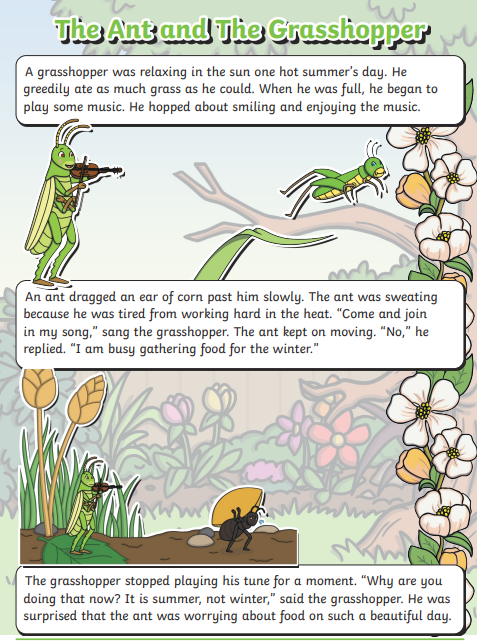 The Ant and The Grasshopper
A grasshopper was relaxing in the sun one hot summer's day. He
greedily ate as much grass as he could. When he was full, he began to
play some music. He hopped about smiling and enjoying the music.
An ant dragged an ear of corn past him slowly. The ant was sweating
because he was tired from working hard in the heat. “Come and join
in my song,” sang the grasshopper. The ant kept on moving. “No,” he
replied. “I am busy gathering food for the winter.”
The grasshopper stopped playing his tune for a moment. “Why are you
doing that now? It is summer, not winter,” said the grasshopper. He was
surprised that the ant was worrying about food on such a beautiful day.